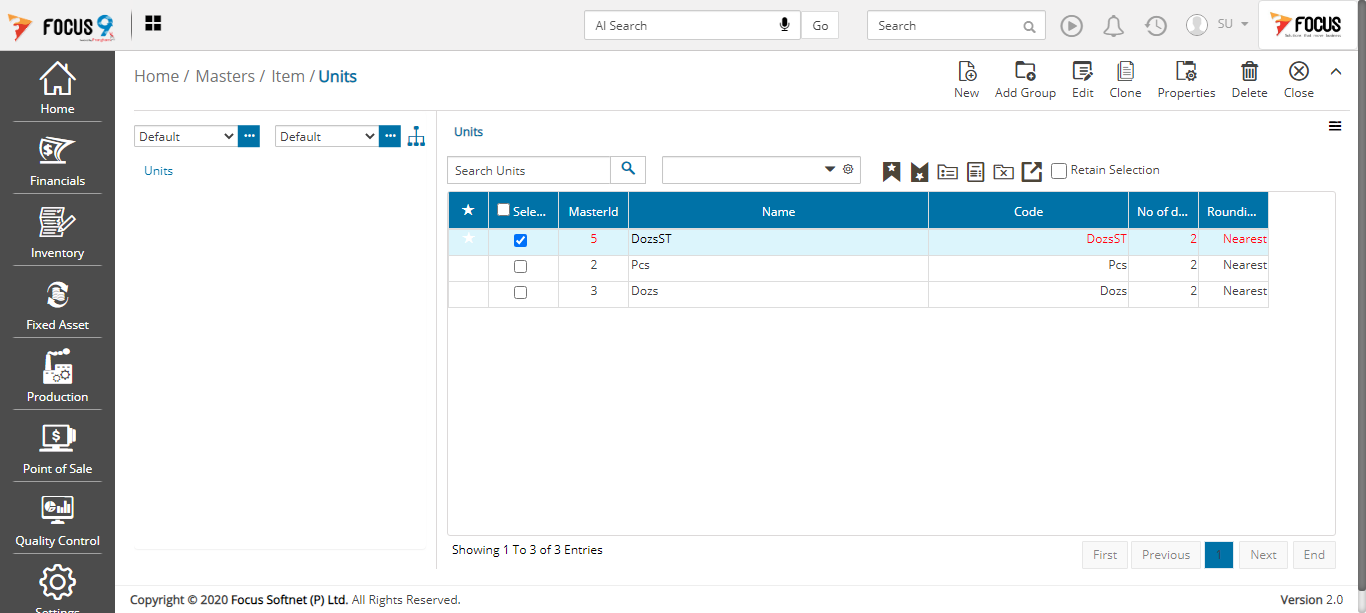 FOCUS 9
AI Search
Go
Search
SU
FOCUS
Home / Masters / Item / Units
New
Add Group
Edit
Clone
Properties
Delete
Close
Home
Financials
Inventory
Fixed Asset
Production
Point of Sale
Quality Control
Settings
Default
Default
Units
Units
Search Units
Retain Selection
Sele... MasterId Name Code No of d... Roundi...
5 DozsST DozsST 2 Nearest
2 Pcs Pcs 2 Nearest
3 Dozs Dozs 2 Nearest
Showing 1 To 3 of 3 Entries
First Previous 1 Next End
Copyright © 2020 Focus Softnet (P) Ltd. All Rights Reserved.
Version 2.0